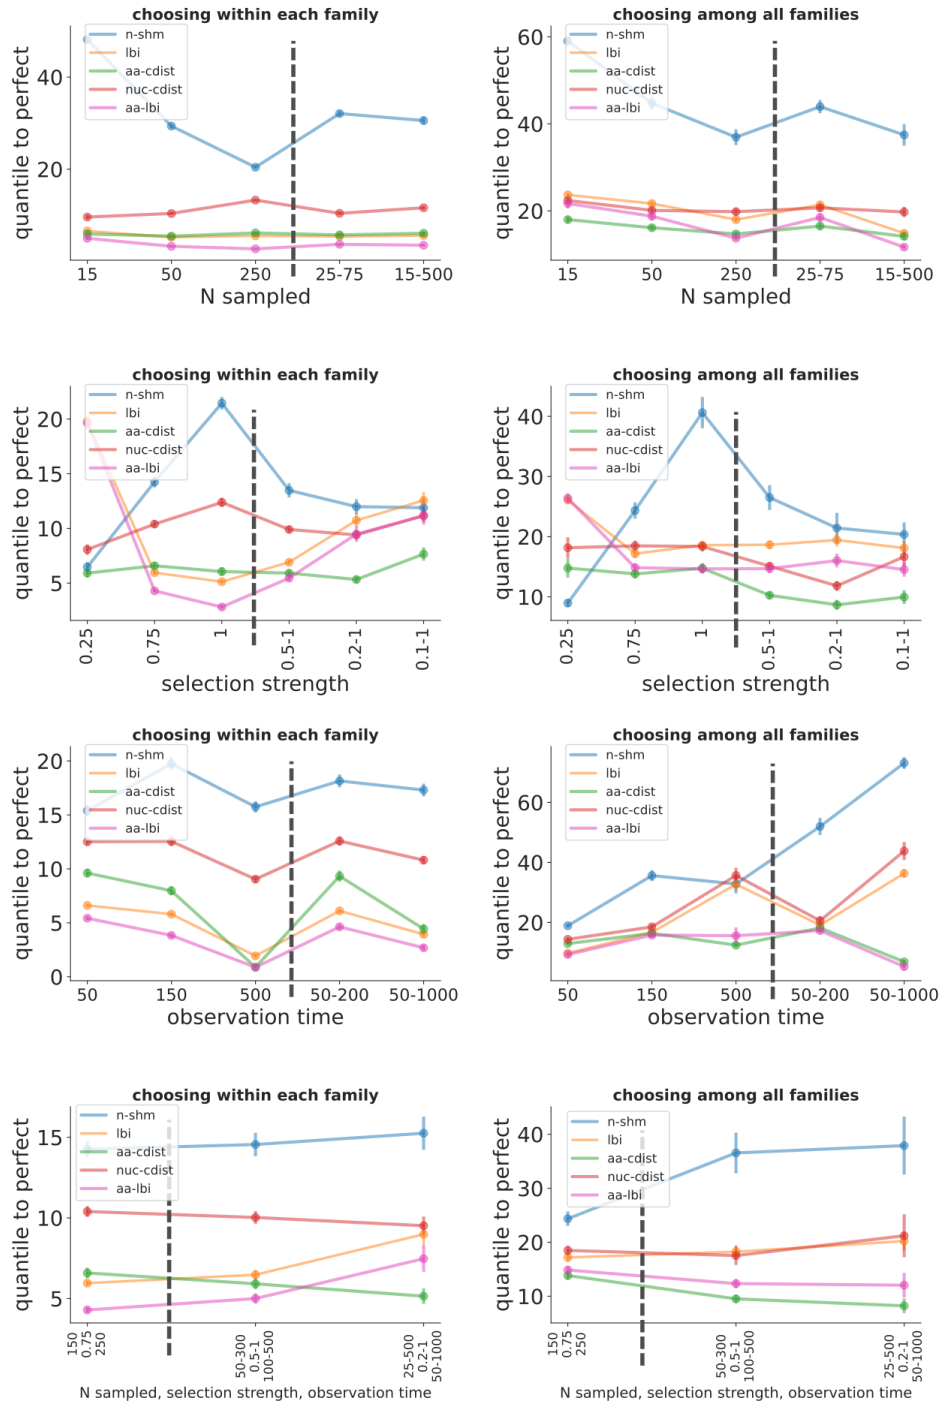 choosing within each family
quantile to perfect
40
20
n-shm
lbi
aa-cdist
nuc-cdist
aa-lbi
15 50 250 25-75 15-500
N sampled
choosing among all families
quantile to perfect
60
40
20
n-shm
lbi
aa-cdist
nuc-cdist
aa-lbi
15 50 250 25-75 15-500
N sampled
choosing within each family
quantile to perfect
20
15
10
5
n-shm
lbi
aa-cdist
nuc-cdist
aa-lbi
0.25 0.75 1 0.5-1 0.2-1 0.1-1
selection strength
choosing among all families
quantile to perfect
40
30
20
10
n-shm
lbi
aa-cdist
nuc-cdist
aa-lbi
0.25 0.75 1 0.5-1 0.2-1 0.1-1
selection strength
choosing within each family
quantile to perfect
20
15
10
5
0
n-shm
lbi
aa-cdist
nuc-cdist
aa-lbi
50 150 500 50-200 50-1000
observation time
choosing among all families
quantile to perfect
60
40
20
n-shm
lbi
aa-cdist
nuc-cdist
aa-lbi
50 150 500 50-200 50-1000
observation time
choosing within each family
quantile to perfect
15
10
5
n-shm
lbi
aa-cdist
nuc-cdist
aa-lbi
150
0.75
250
50-300
0.5-1
100-500
25-500
0.2-1
50-1000
N sampled, selection strength, observation time
choosing among all families
quantile to perfect
40
30
20
10
n-shm
lbi
aa-cdist
nuc-cdist
aa-lbi
150
0.75
250
50-300
0.5-1
100-500
25-500
0.2-1
50-1000
N sampled, selection strength, observation time